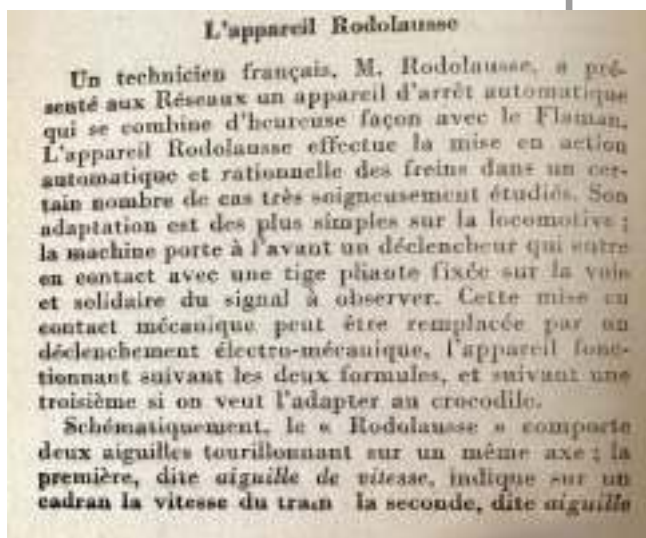 L'appareil Rodolausse
Un technicien français, M. Rodolausse, a pré-
senté aux Réseaux un appareil d'arrêt automatique
qui se combine d'heureuse façon avec le Flaman.
L'appareil Rodolausse effectue la mise en action
automatique et rationnelle des freins dans un cer-
tain nombre de cas très soigneusement étudiés. Son
adaptation est des plus simples sur la locomotive ;
la machine porte à l'avant un déclencheur qui entre
en contact avec une tige pliante fixée sur la voie
et solidaire du signal à observer. Cette mise en
contact mécanique peut être remplacée par un
déclenchement électro-mécanique, l'appareil fonc-
tionnant suivant les deux formules, et suivant une
troisième si on veut l'adapter au crocodile.
Schématiquement, le « Rodolausse » comporte
deux aiguilles tourillonnant sur un même axe ; la
première, dite aiguille de vitesse, indique sur un
cadran la vitesse du train la seconde, dite aiguille